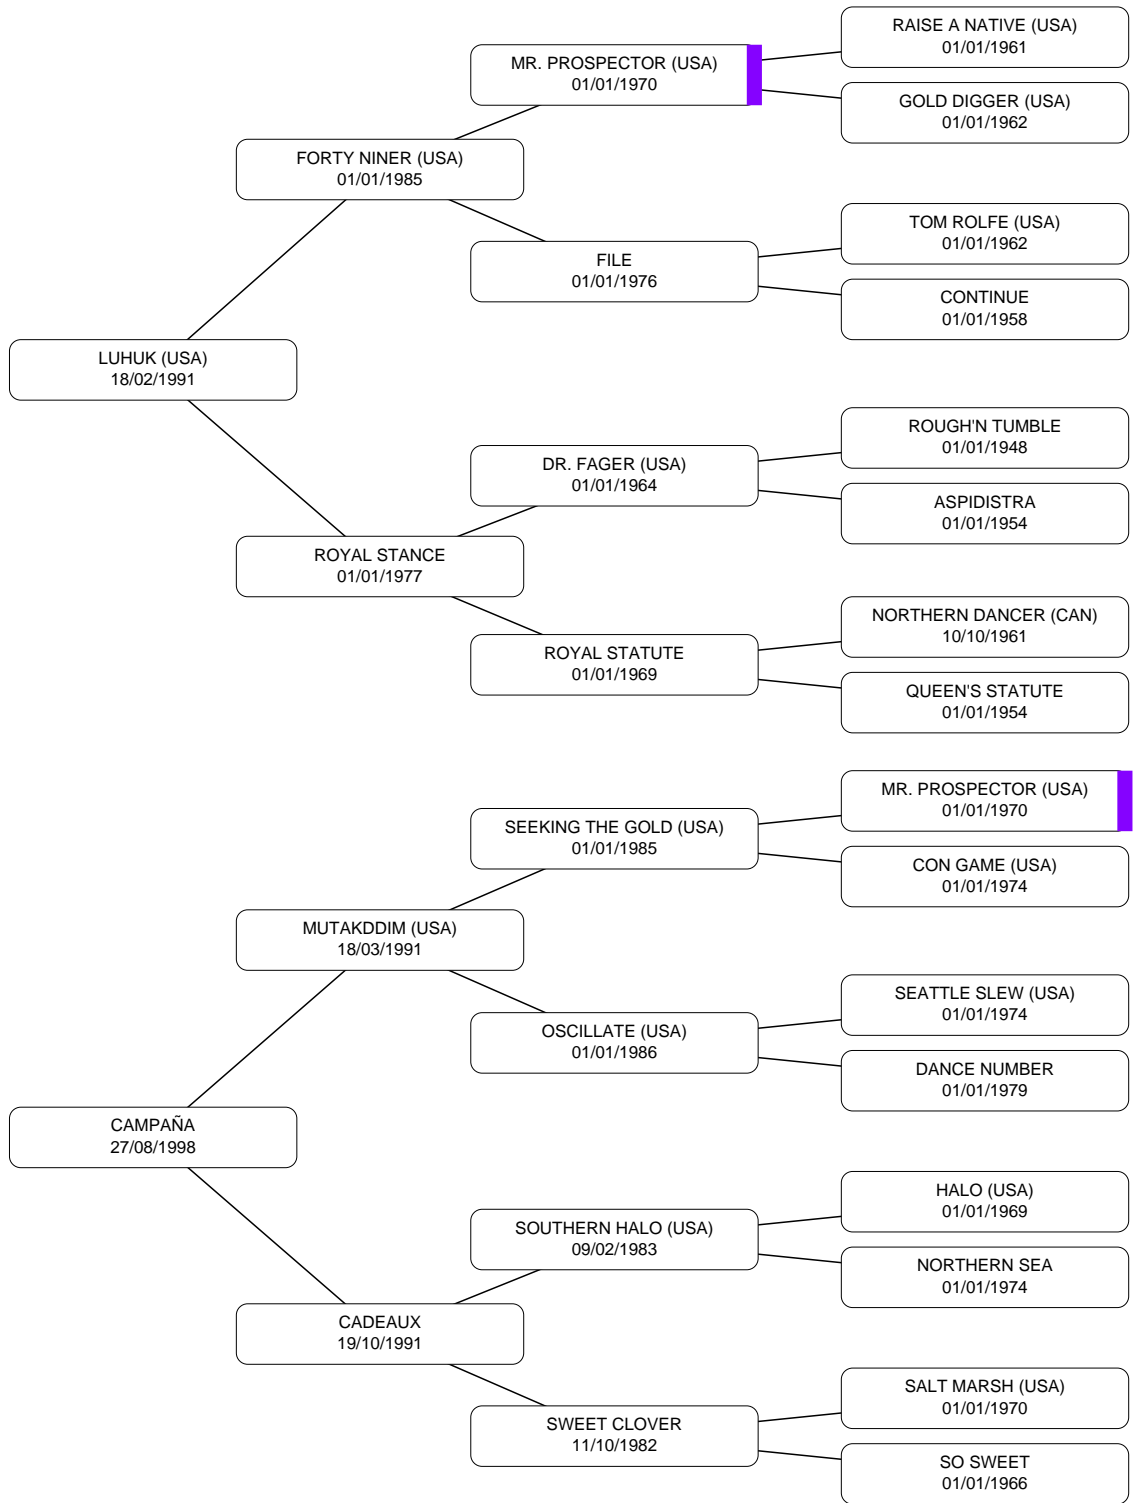 RAISE A NATIVE (USA)
01/01/1961
MR. PROSPECTOR (USA)
01/01/1970
GOLD DIGGER (USA)
01/01/1962
FORTY NINER (USA)
01/01/1985
TOM ROLFE (USA)
01/01/1962
FILE
01/01/1976
CONTINUE
01/01/1958
LUHUK (USA)
18/02/1991
ROUGH'N TUMBLE
01/01/1948
DR. FAGER (USA)
01/01/1964
ASPIDISTRA
01/01/1954
ROYAL STANCE
01/01/1977
NORTHERN DANCER (CAN)
10/10/1961
ROYAL STATUTE
01/01/1969
QUEEN'S STATUTE
01/01/1954
MR. PROSPECTOR (USA)
01/01/1970
SEEKING THE GOLD (USA)
01/01/1985
CON GAME (USA)
01/01/1974
MUTAKDDIM (USA)
18/03/1991
SEATTLE SLEW (USA)
01/01/1974
OSCILLATE (USA)
01/01/1986
DANCE NUMBER
01/01/1979
CAMPAÑA
27/08/1998
HALO (USA)
01/01/1969
SOUTHERN HALO (USA)
09/02/1983
NORTHERN SEA
01/01/1974
CADEAUX
19/10/1991
SALT MARSH (USA)
01/01/1970
SWEET CLOVER
11/10/1982
SO SWEET
01/01/1966